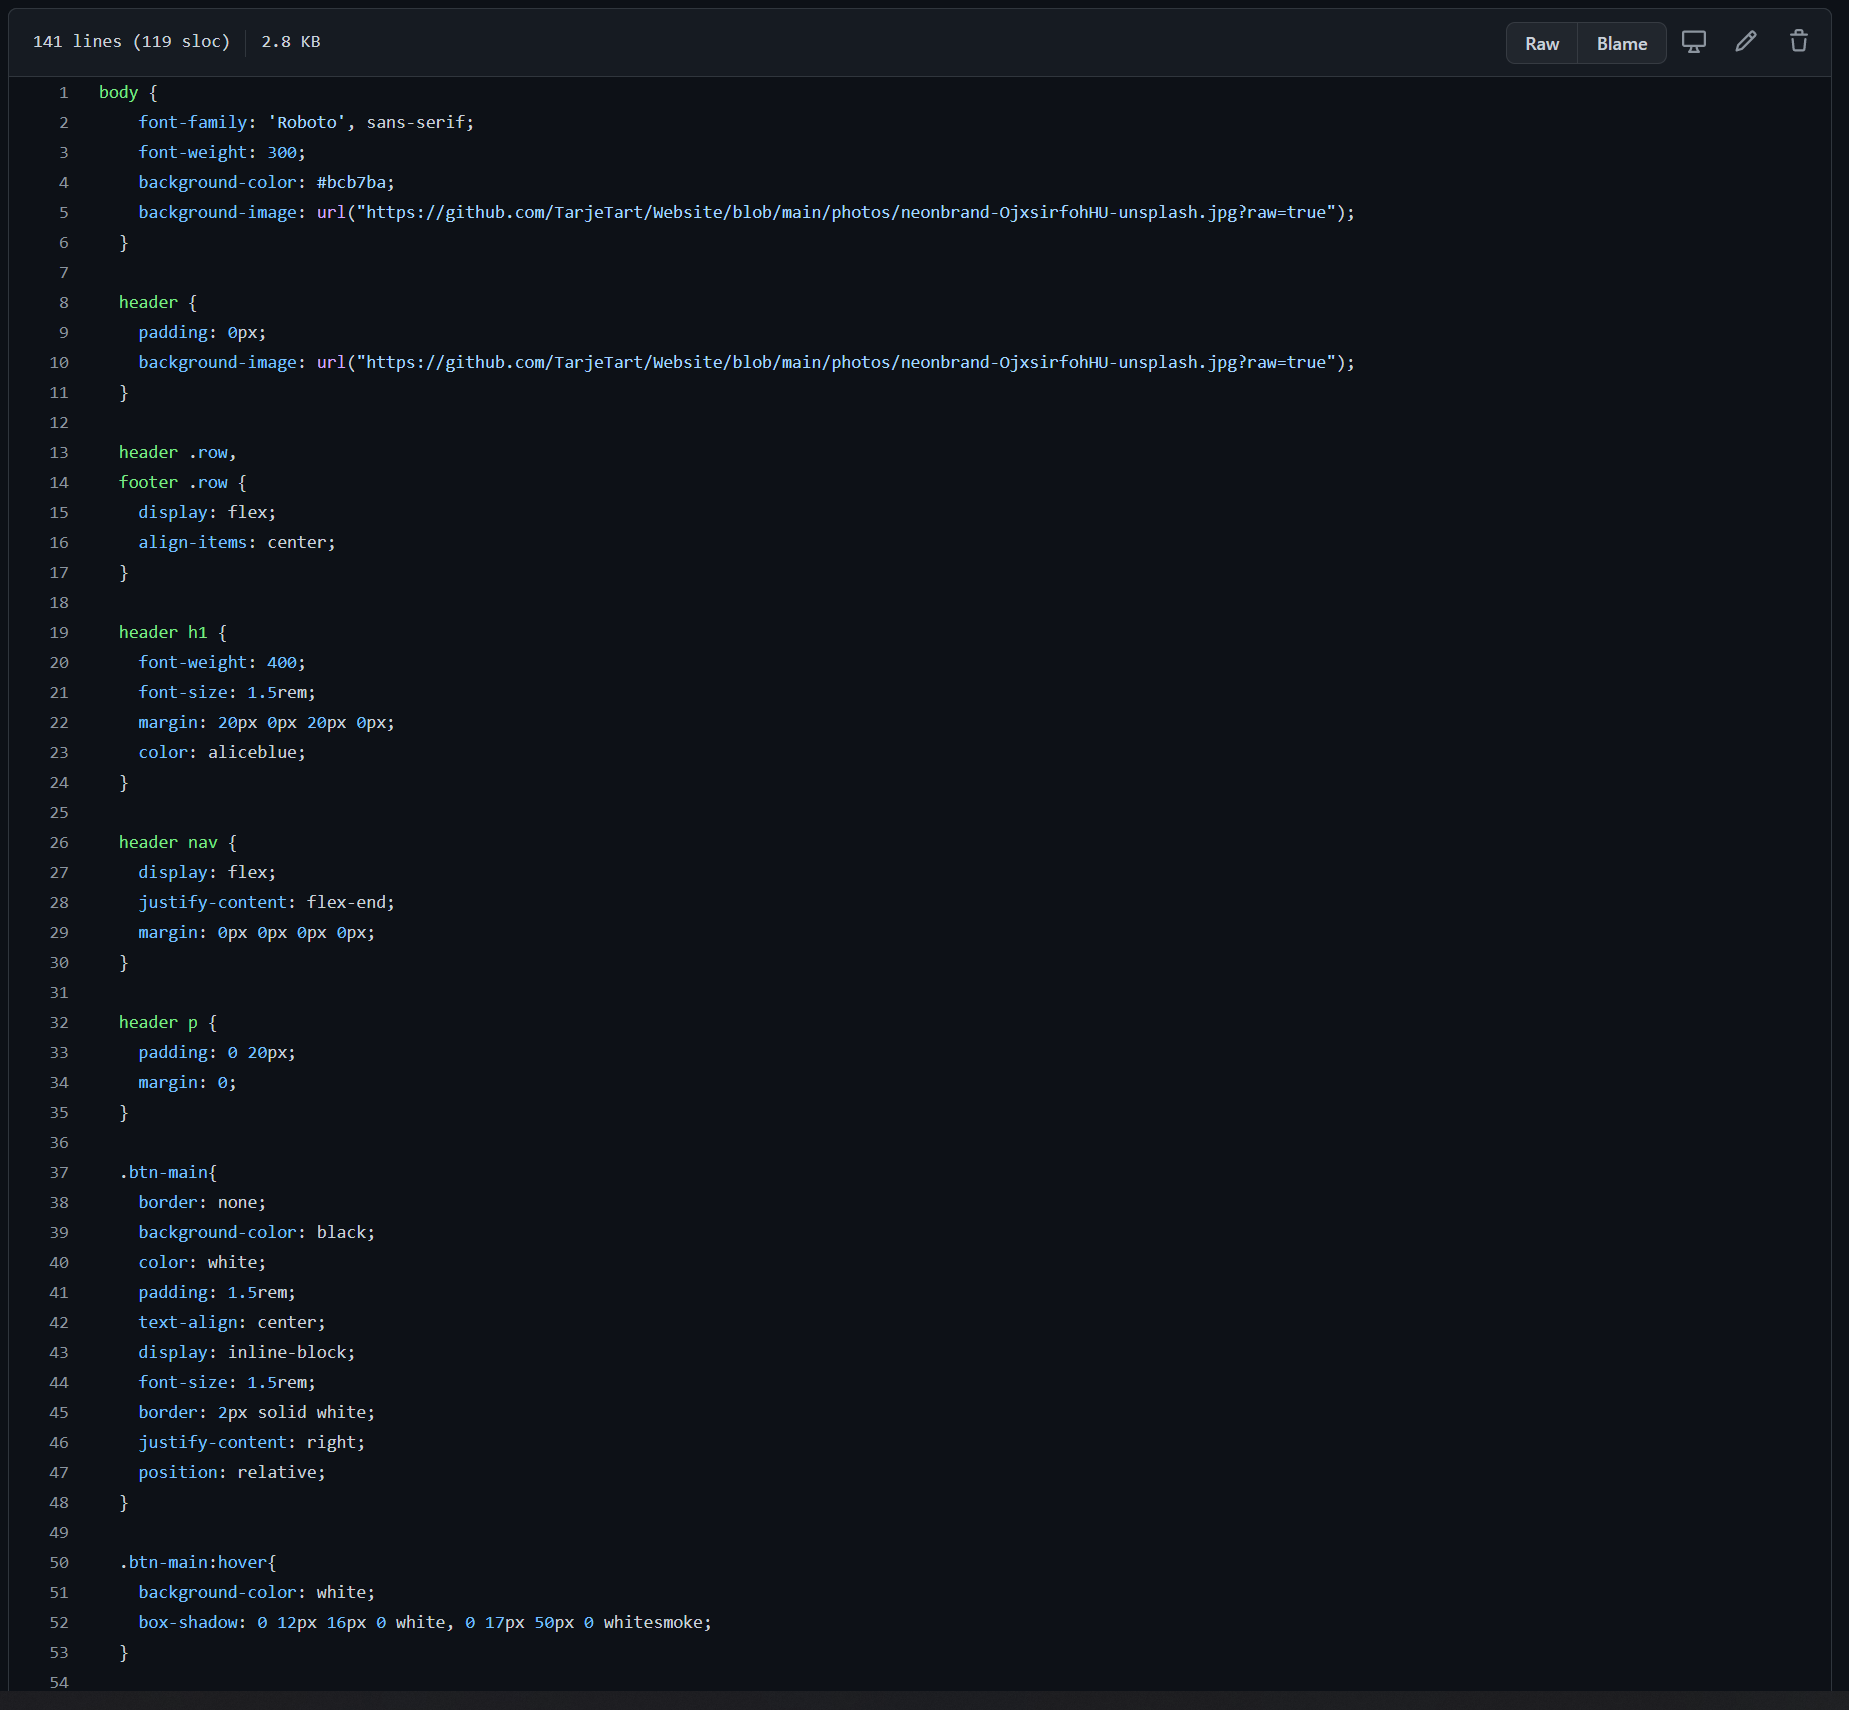 141 lines (119 sloc) 2.8 KB Raw Blame
1 body {
2 font-family: 'Roboto', sans-serif;
3 font-weight: 300;
4 background-color: #bcb7ba;
5 background-image: url("https://github.com/TarjeTart/Website/blob/main/photos/neonbrand-OjxsirfohHU-unsplash.jpg?raw=true");
6 }
7
8 header {
9 padding: 0px;
10 background-image: url("https://github.com/TarjeTart/Website/blob/main/photos/neonbrand-OjxsirfohHU-unsplash.jpg?raw=true");
11 }
12
13 header .row,
14 footer .row {
15 display: flex;
16 align-items: center;
17 }
18
19 header h1 {
20 font-weight: 400;
21 font-size: 1.5rem;
22 margin: 20px 0px 20px 0px;
23 color: aliceblue;
24 }
25
26 header nav {
27 display: flex;
28 justify-content: flex-end;
29 margin: 0px 0px 0px 0px;
30 }
31
32 header p {
33 padding: 0 20px;
34 margin: 0;
35 }
36
37 .btn-main{
38 border: none;
39 background-color: black;
40 color: white;
41 padding: 1.5rem;
42 text-align: center;
43 display: inline-block;
44 font-size: 1.5rem;
45 border: 2px solid white;
46 justify-content: right;
47 position: relative;
48 }
49
50 .btn-main:hover{
51 background-color: white;
52 box-shadow: 0 12px 16px 0 white, 0 17px 50px 0 whitesmoke;
53 }
54